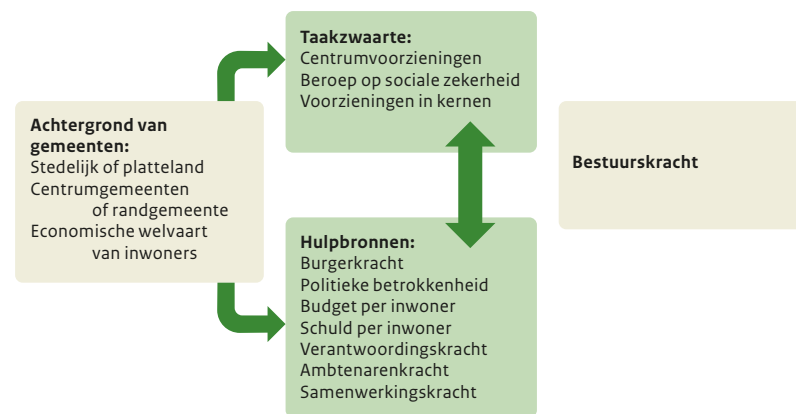 Taakzwaarte:
Centrumvoorzieningen
Beroep op sociale zekerheid
Voorzieningen in kernen
Achtergrond van
gemeenten:
Stedelijk of platteland
Centrumgemeenten
of randgemeente
Economische welvaart
van inwoners
Bestuurskracht
Hulpbronnen:
Burgerkracht
Politieke betrokkenheid
Budget per inwoner
Schuld per inwoner
Verantwoordingskracht
Ambtenarenkracht
Samenwerkingskracht